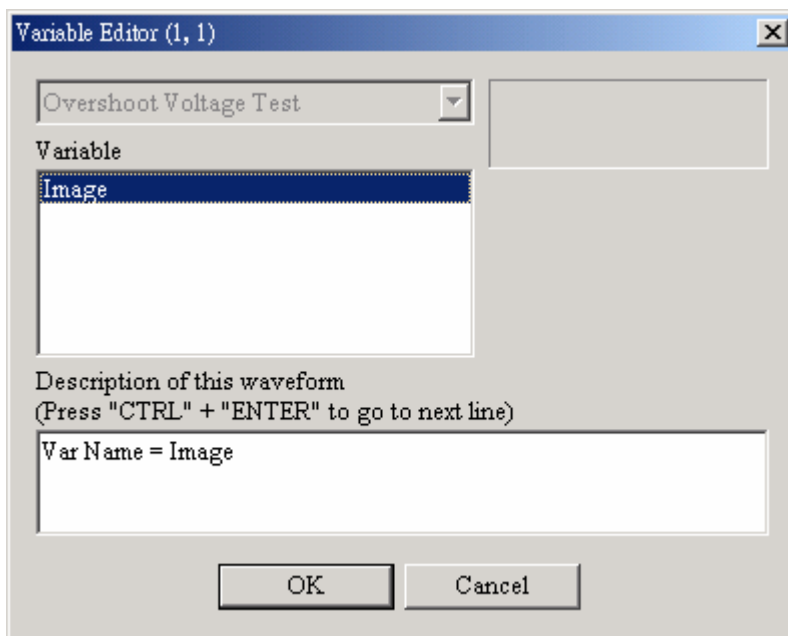 Variable Editor (1, 1)
Overshoot Voltage Test
Variable
Image
Description of this waveform
(Press "CTRL" + "ENTER" to go to next line)
Var Name = Image
OK
Cancel